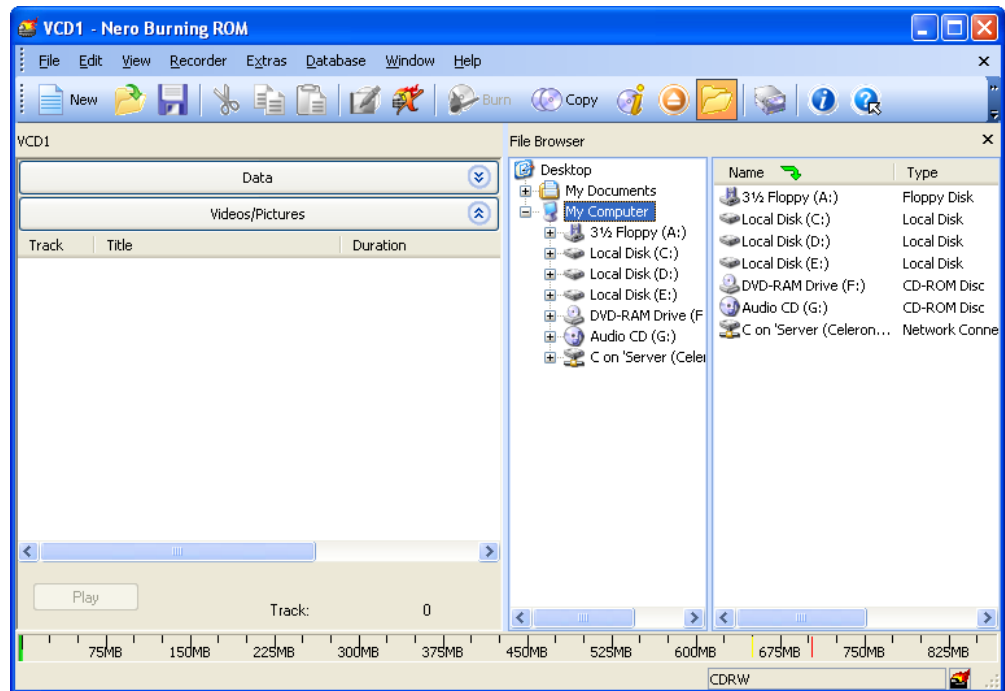 VCD1 - Nero Burning ROM
File Edit View Recorder Extras Database Window Help
New Burn Copy
VCD1
File Browser
Data
Videos/Pictures
Track Title Duration
Desktop
My Documents
My Computer
3½ Floppy (A:)
Local Disk (C:)
Local Disk (D:)
Local Disk (E:)
DVD-RAM Drive (F
Audio CD (G:)
C on 'Server (Celer
Name Type
3½ Floppy (A:) Floppy Disk
Local Disk (C:) Local Disk
Local Disk (D:) Local Disk
Local Disk (E:) Local Disk
DVD-RAM Drive (F:) CD-ROM Disc
Audio CD (G:) CD-ROM Disc
C on 'Server (Celeron... Network Conne
Play
Track: 0
75MB 150MB 225MB 300MB 375MB 450MB 525MB 600MB 675MB 750MB 825MB
CDRW